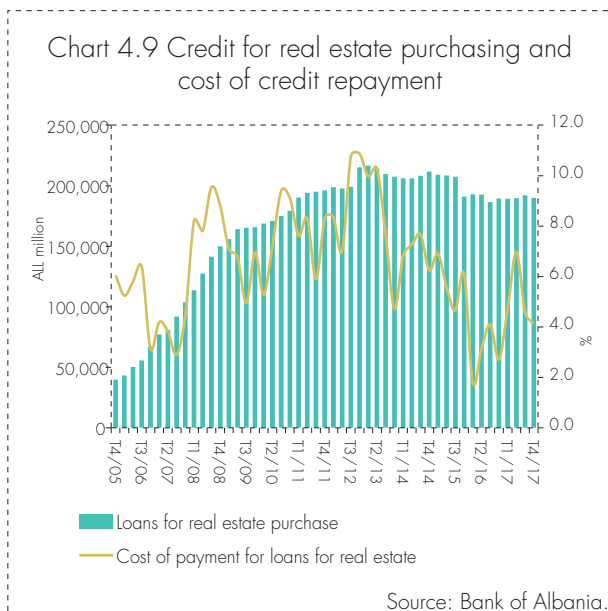 Chart 4.9 Credit for real estate purchasing and
cost of credit repayment
250,000
200,000
150,000
100,000
50,000
0
ALL million
12.0
10.0
8.0
6.0
4.0
2.0
0.0
%
T4/05
T3/06
T2/07
T1/08
T4/08
T3/09
T2/10
T1/11
T4/11
T3/12
T2/13
T1/14
T4/14
T3/15
T2/16
T1/17
T4/17
Loans for real estate purchase
Cost of payment for loans for real estate
Source: Bank of Albania.